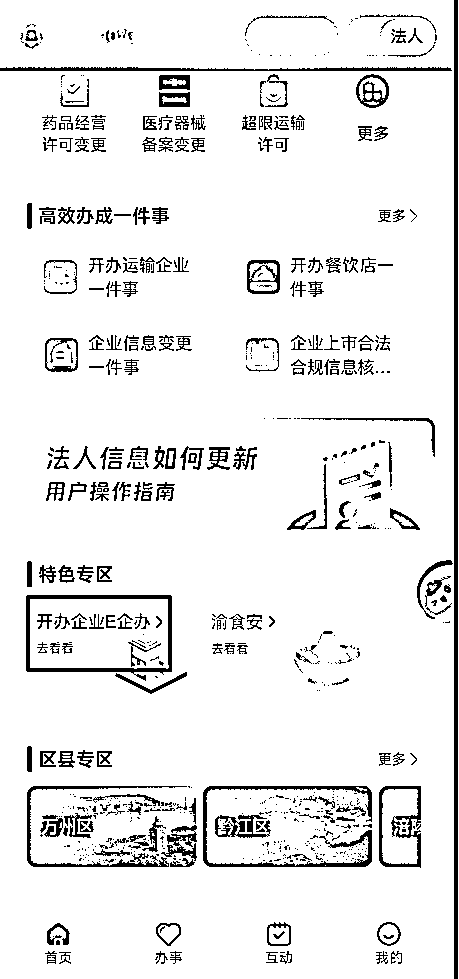 法人
药品经营
许可变更
医疗器械
备案变更
超限运输
许可
更多
高效办成一件事
更多
开办运输企业
一件事
开办餐饮店一
件事
企业信息变更
一件事
企业上市合法
合规信息核...
法人信息如何更新
用户操作指南
特色专区
开办企业E企办
去看看
渝食安
去看看
区县专区
更多
万州区
黔江区
涪
首页
办事
互动
我的